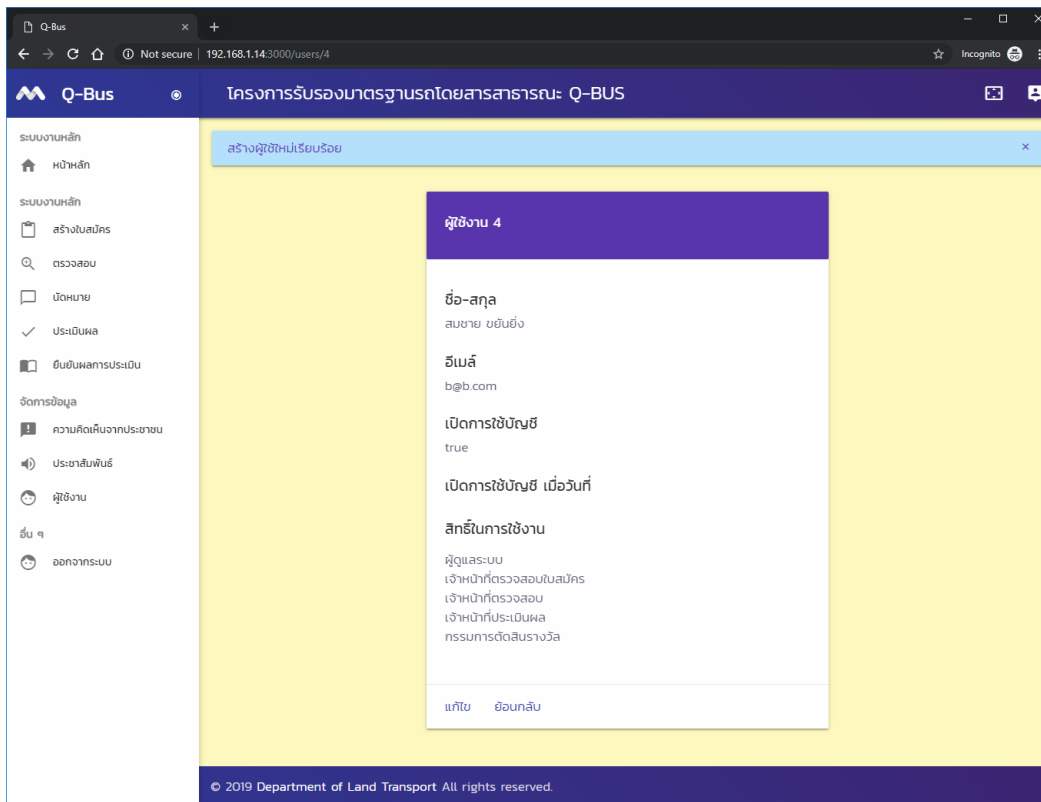 Q-Bus
Not secure | 192.168.1.14:3000/users/4
Incognito
Q-Bus
โครงการรับรองมาตรฐานรถโดยสารสาธารณะ Q-BUS
ระบบงานหลัก
หน้าหลัก
ระบบงานหลัก
สร้างใบสมัคร
ตรวจสอบ
นัดหมาย
ประเมินผล
ยืนยันผลการประเมิน
จัดการข้อมูล
ความคิดเห็นจากประชาชน
ประชาสัมพันธ์
ผู้ใช้งาน
อื่น ๆ
ออกจากระบบ
สร้างผู้ใช้ใหม่เรียบร้อย
ผู้ใช้งาน 4
ชื่อ-สกุล
สมชาย ขยันยิ่ง
อีเมล์
b@b.com
เปิดการใช้บัญชี
true
เปิดการใช้บัญชี เมื่อวันที่
สิทธิ์ในการใช้งาน
ผู้ดูแลระบบ
เจ้าหน้าที่ตรวจสอบใบสมัคร
เจ้าหน้าที่ตรวจสอบ
เจ้าหน้าที่ประเมินผล
กรรมการตัดสินรางวัล
แก้ไข ย้อนกลับ
© 2019 Department of Land Transport All rights reserved.